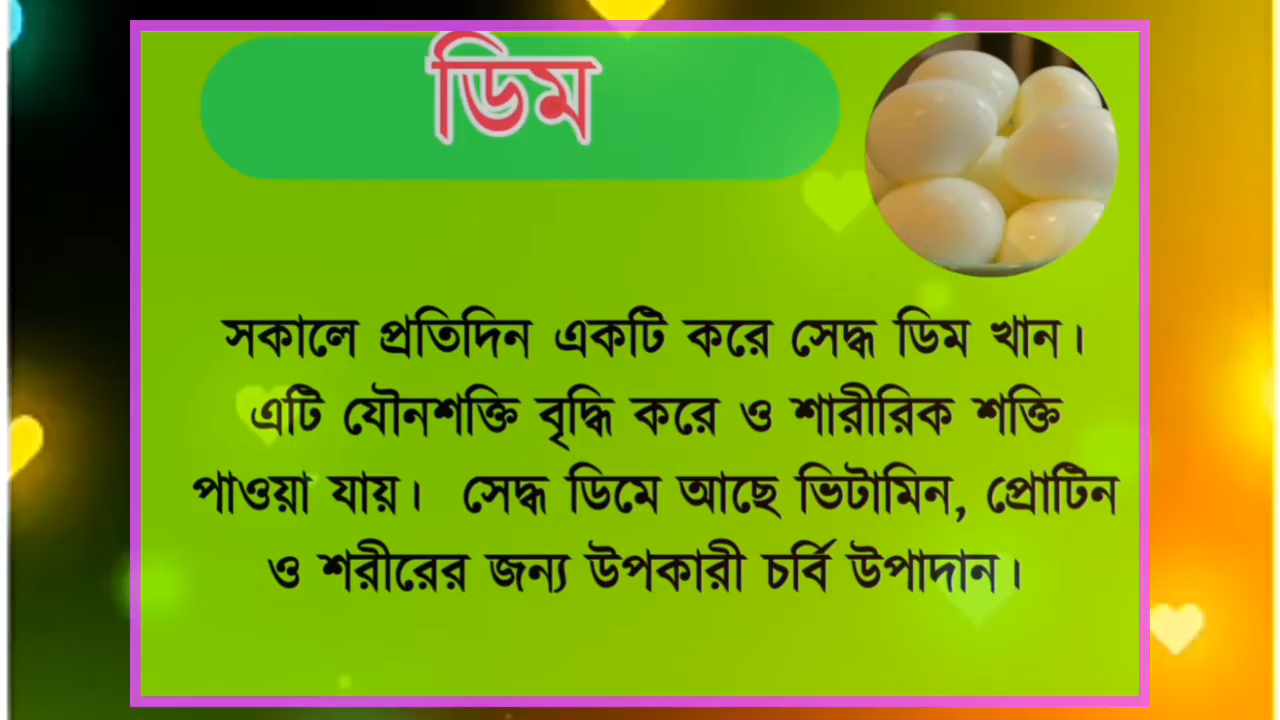 ডিম
সকালে প্রতিদিন একটি করে সেদ্ধ ডিম খান।
এটি যৌনশক্তি বৃদ্ধি করে ও শারীরিক শক্তি
পাওয়া যায়। সেদ্ধ ডিমে আছে ভিটামিন, প্রোটিন
ও শরীরের জন্য উপকারী চর্বি উপাদান।